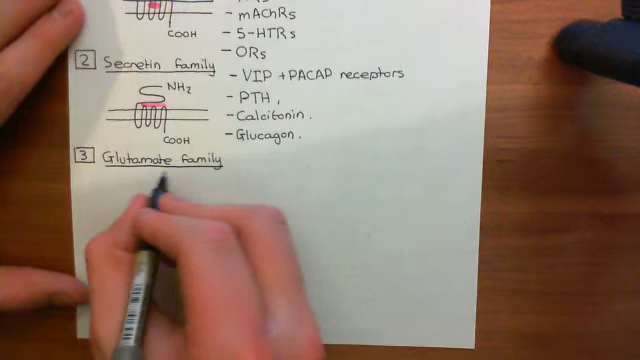 - mAChRs
COOH
- 5-HTRs
- ORs
2 Secretin family
- VIP + PACAP receptors
NH2
- PTH,
- Calcitonin.
COOH
- Glucagon.
3 Glutamate family